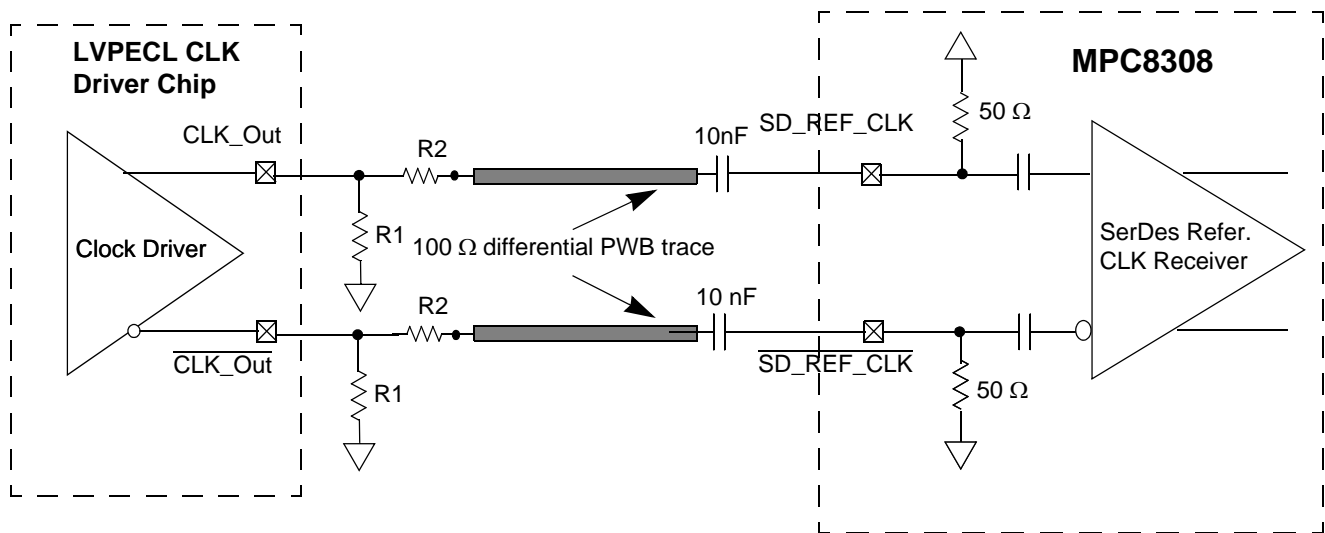 LVPECL CLK
Driver Chip
MPC8308
CLK_Out
R2
10nF
SD_REF_CLK
50 Ω
Clock Driver
R1
100 Ω differential PWB trace
SerDes Refer.
CLK Receiver
R2
10 nF
CLK_Out
SD_REF_CLK
R1
50 Ω